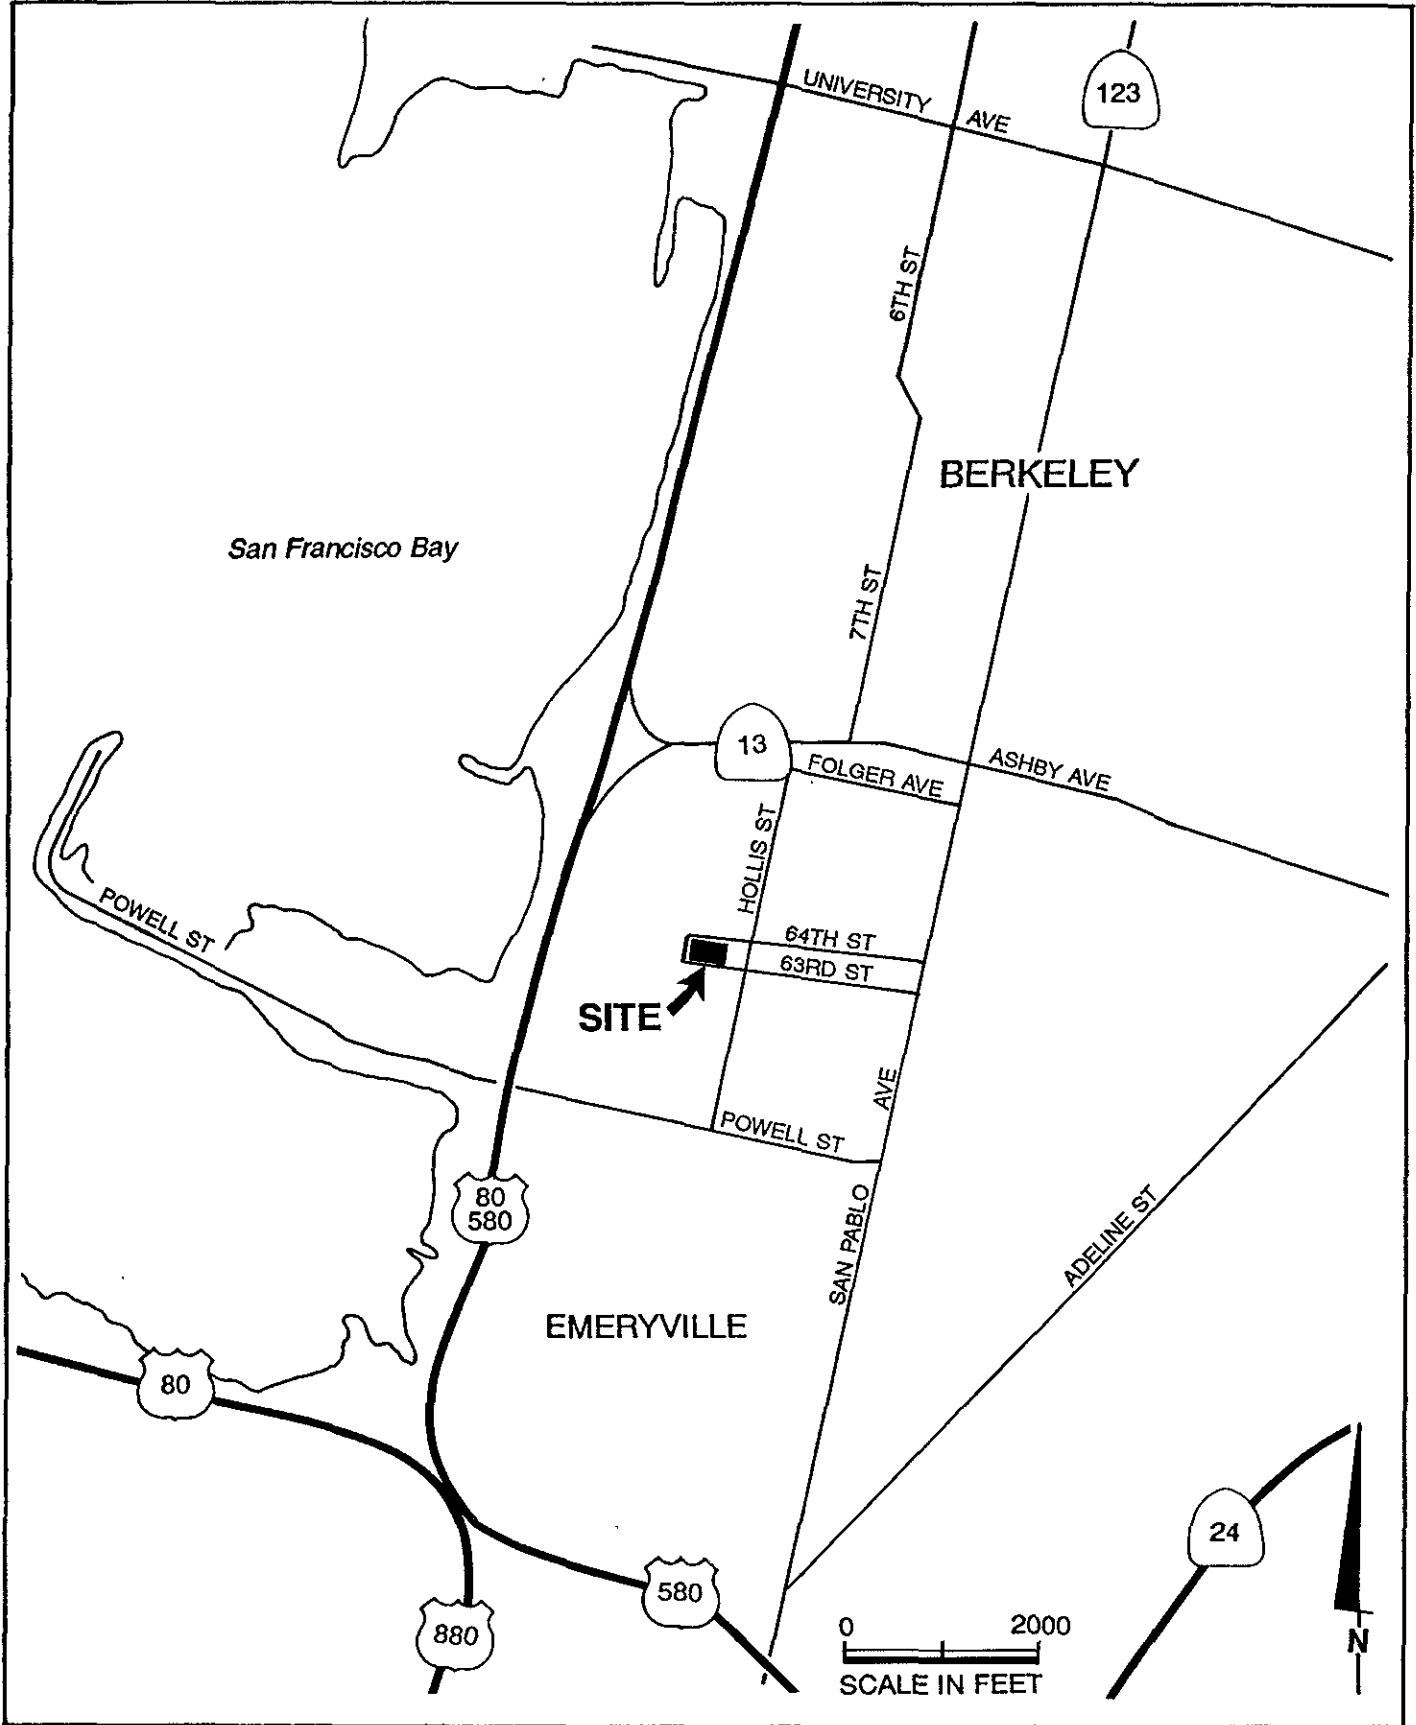 UNIVERSITY AVE
123
6TH ST
BERKELEY
San Francisco Bay
7TH ST
13
ASHBY AVE
FOLGER AVE
HOLLIS ST
POWELL ST
64TH ST
63RD ST
SITE
POWELL ST
SAN PABLO AVE
80
580
ADELINE ST
EMERYVILLE
80
24
580
880
0 2000
SCALE IN FEET
N